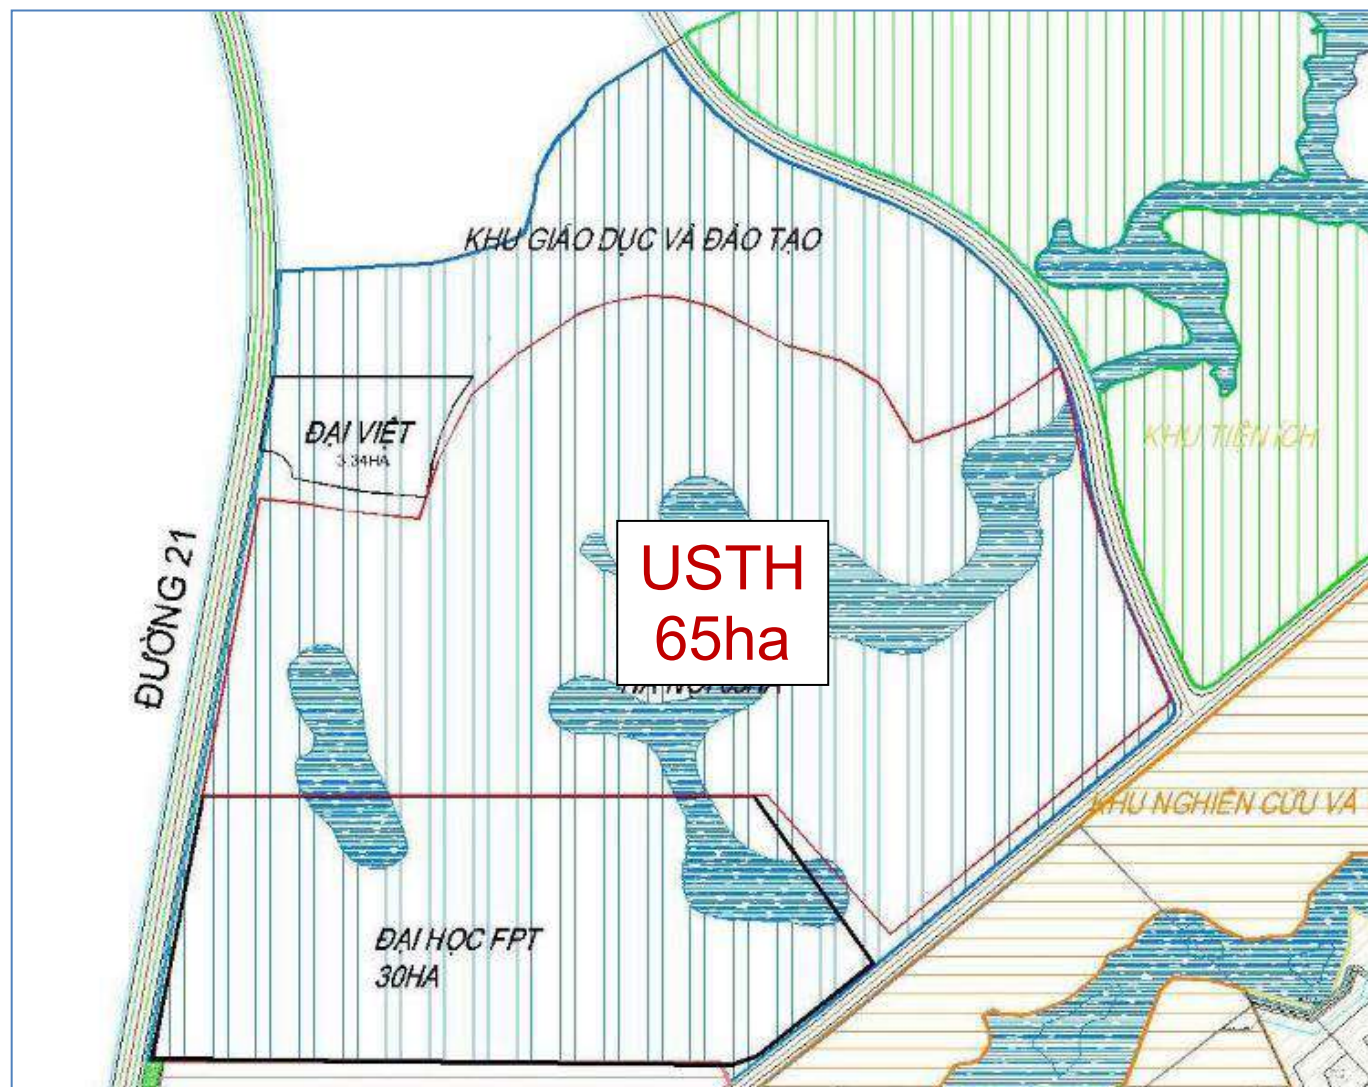 KHU GIÁO DỤC VÀ ĐÀO TẠO
ĐẠI VIỆT
3.34HA
KHU TIỆN ÍCH
ĐƯỜNG 21
USTH
65ha
KHU NGHIÊN CỨU VÀ
ĐẠI HỌC FPT
30HA